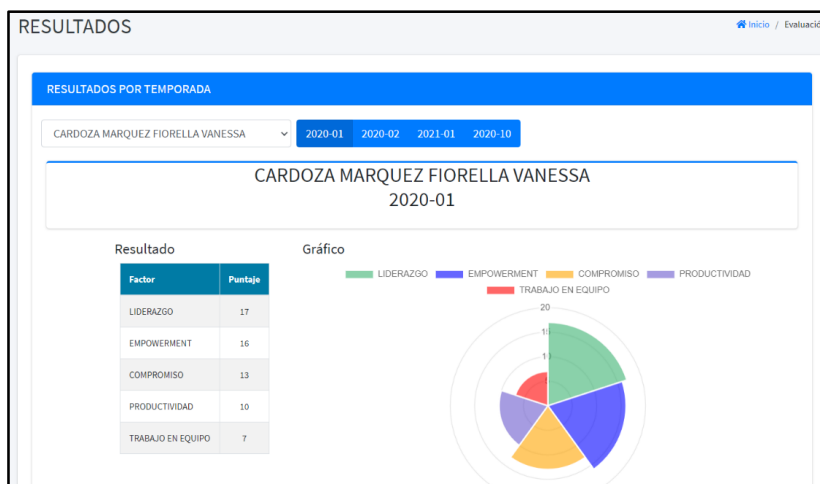 RESULTADOS
Inicio / Evaluació
RESULTADOS POR TEMPORADA
CARDOZA MARQUEZ FIORELLA VANESSA
2020-01 2020-02 2021-01 2020-10
CARDOZA MARQUEZ FIORELLA VANESSA
2020-01
Resultado
Factor Puntaje
LIDERAZGO 17
EMPOWERMENT 16
COMPROMISO 13
PRODUCTIVIDAD 10
TRABAJO EN EQUIPO 7
Gráfico
LIDERAZGO EMPOWERMENT COMPROMISO PRODUCTIVIDAD
TRABAJO EN EQUIPO
20
15
10